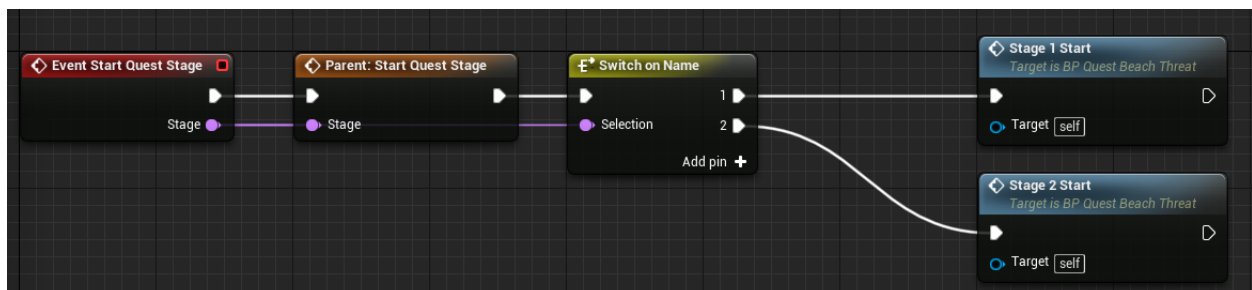 Event Start Quest Stage
Stage
Parent: Start Quest Stage
Stage
Switch on Name
1
Selection
2
Add pin +
Stage 1 Start
Target is BP Quest Beach Threat
Target self
Stage 2 Start
Target is BP Quest Beach Threat
Target self